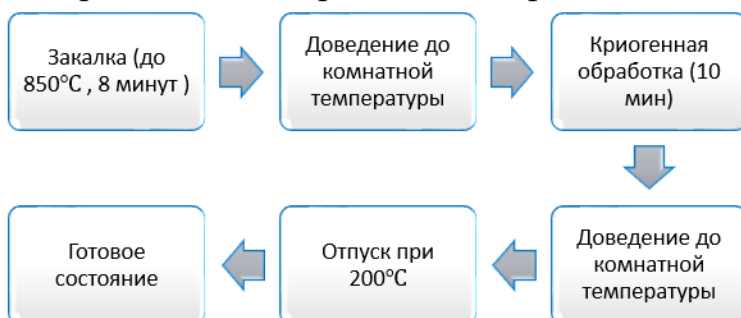 Закалка (до
850℃ , 8 минут )
Доведение до
комнатной
температуры
Криогенная
обработка (10
мин)
Доведение до
комнатной
температуры
Отпуск при
200℃
Готовое
состояние